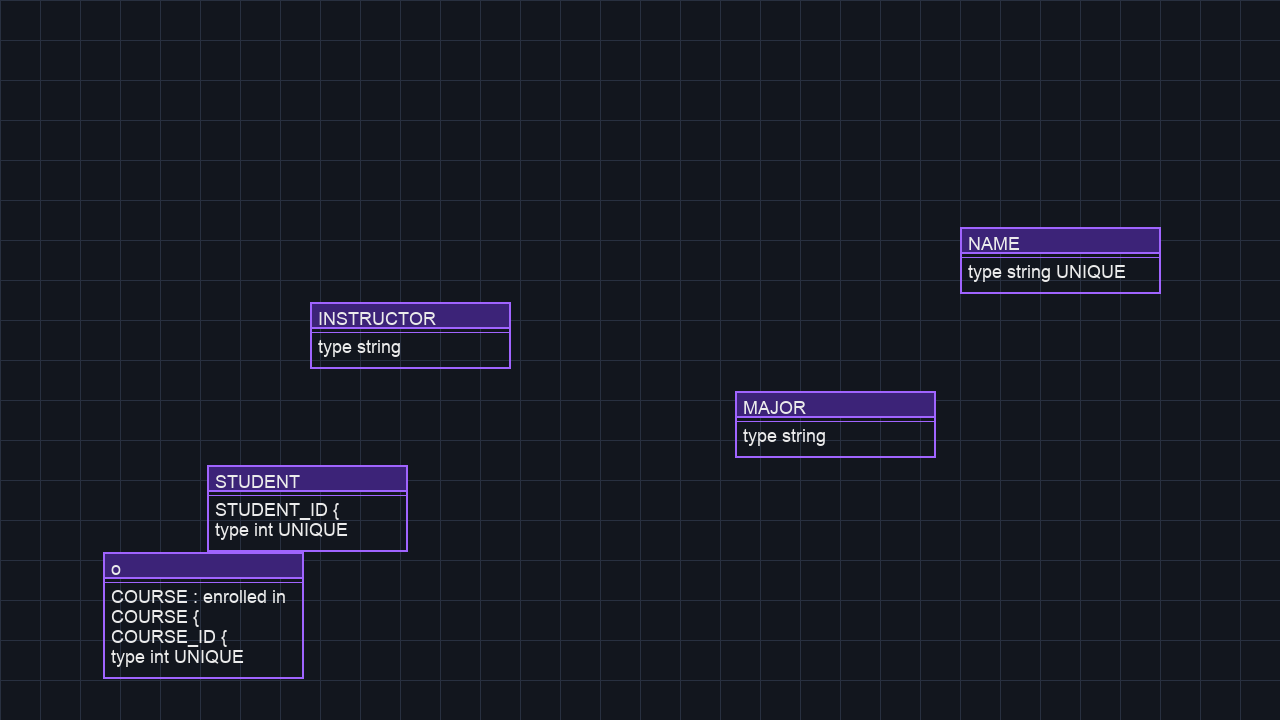 NAME
type string UNIQUE
INSTRUCTOR
type string
MAJOR
type string
STUDENT
STUDENT_ID {
type int UNIQUE
o
COURSE : enrolled in
COURSE {
COURSE_ID {
type int UNIQUE